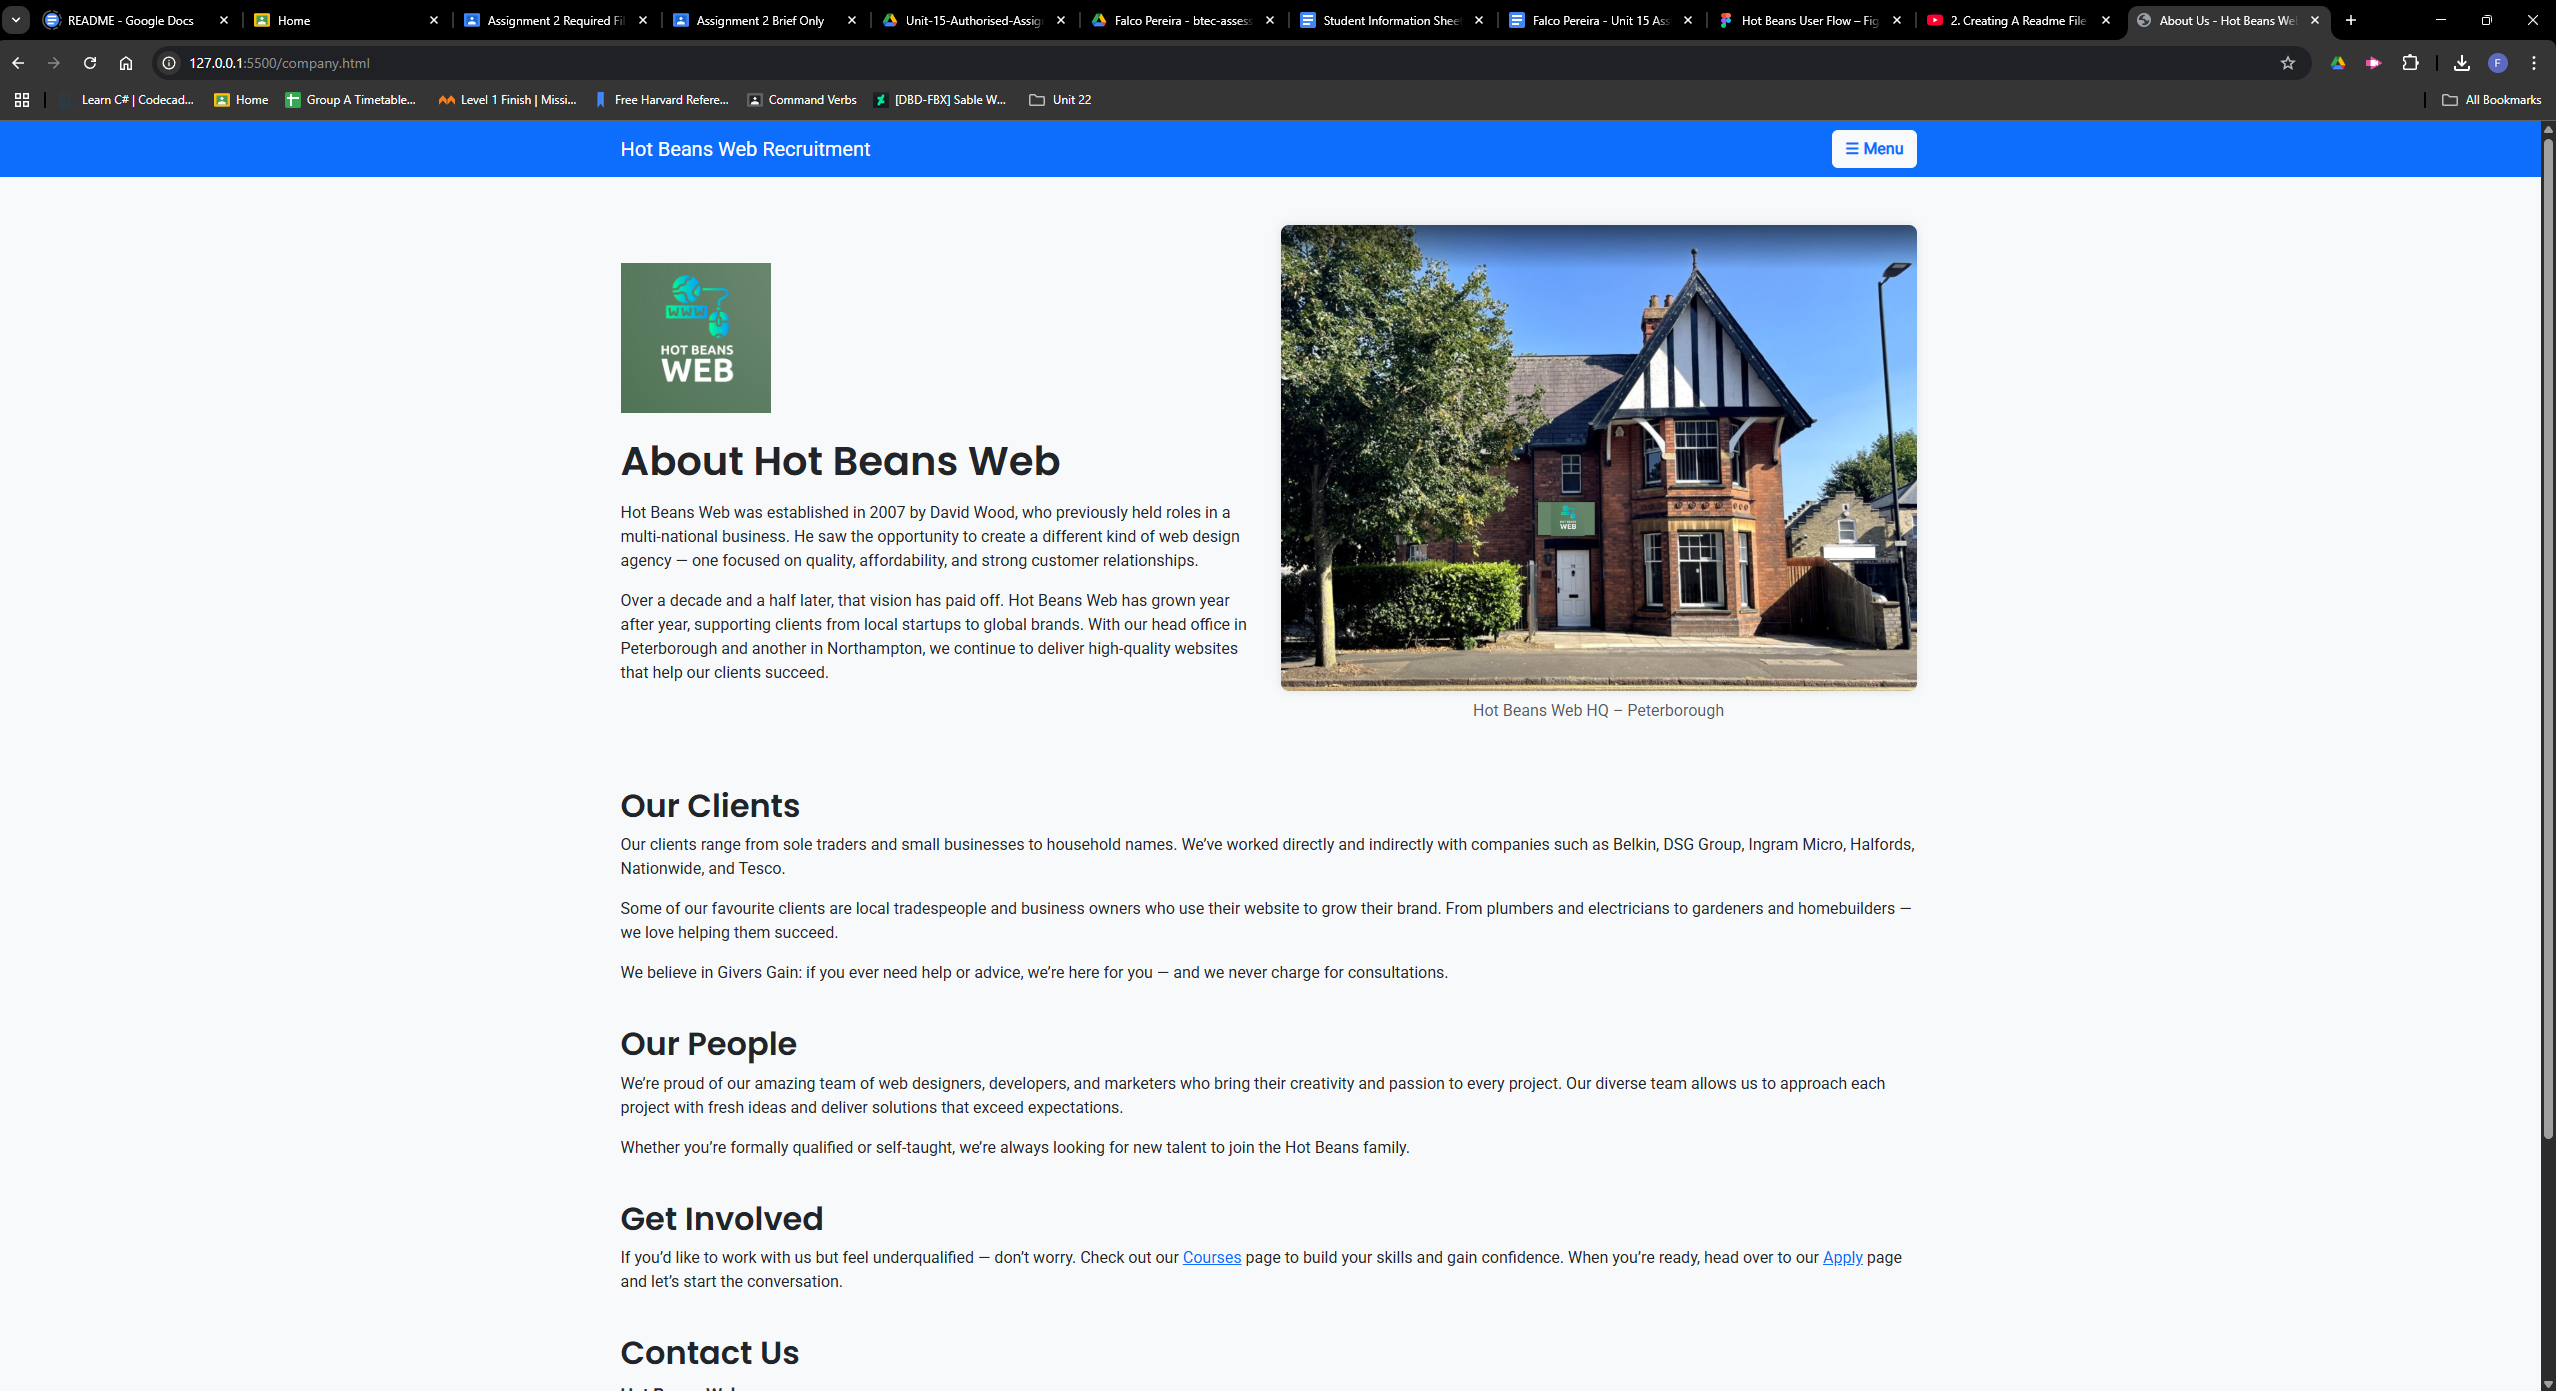 README - Google Docs
Home
Assignment 2 Required Fi
Assignment 2 Brief Only
Unit-15-Authorised-Assig
Falco Pereira - btec-assess
Student Information Shee
Falco Pereira - Unit 15 Ass
Hot Beans User Flow – Fig
2. Creating A Readme File
About Us - Hot Beans We
127.0.0.1:5500/company.html
F
Learn C# | Codecad...
Home
Group A Timetable...
Level 1 Finish | Missi...
Free Harvard Refere...
Command Verbs
[DBD-FBX] Sable W...
Unit 22
All Bookmarks
Hot Beans Web Recruitment
☰ Menu
WWW
HOT BEANS
WEB
About Hot Beans Web
Hot Beans Web was established in 2007 by David Wood, who previously held roles in a
multi-national business. He saw the opportunity to create a different kind of web design
agency — one focused on quality, affordability, and strong customer relationships.
Over a decade and a half later, that vision has paid off. Hot Beans Web has grown year
after year, supporting clients from local startups to global brands. With our head office in
Peterborough and another in Northampton, we continue to deliver high-quality websites
that help our clients succeed.
HOT BEANS
WEB
Hot Beans Web HQ – Peterborough
Our Clients
Our clients range from sole traders and small businesses to household names. We’ve worked directly and indirectly with companies such as Belkin, DSG Group, Ingram Micro, Halfords,
Nationwide, and Tesco.
Some of our favourite clients are local tradespeople and business owners who use their website to grow their brand. From plumbers and electricians to gardeners and homebuilders —
we love helping them succeed.
We believe in Givers Gain: if you ever need help or advice, we’re here for you — and we never charge for consultations.
Our People
We’re proud of our amazing team of web designers, developers, and marketers who bring their creativity and passion to every project. Our diverse team allows us to approach each
project with fresh ideas and deliver solutions that exceed expectations.
Whether you’re formally qualified or self-taught, we’re always looking for new talent to join the Hot Beans family.
Get Involved
If you’d like to work with us but feel underqualified — don’t worry. Check out our Courses page to build your skills and gain confidence. When you’re ready, head over to our Apply page
and let’s start the conversation.
Contact Us